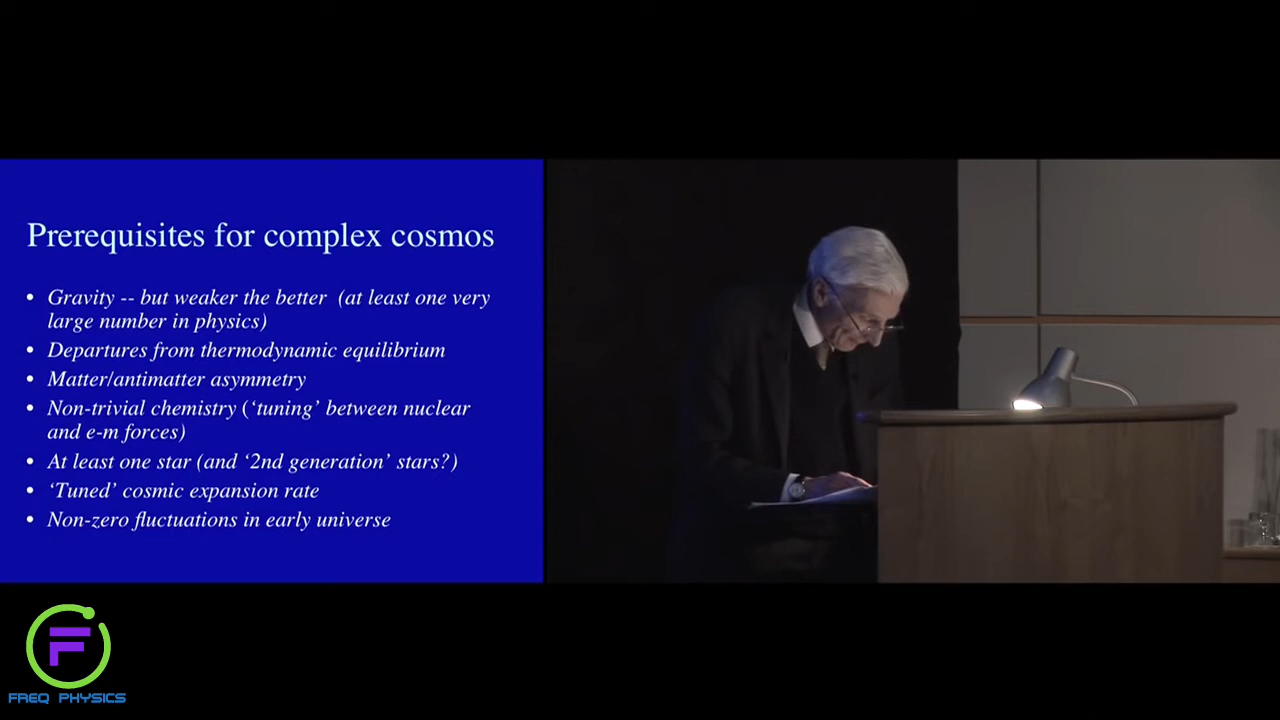 Prerequisites for complex cosmos
• Gravity -- but weaker the better (at least one very
large number in physics)
• Departures from thermodynamic equilibrium
• Matter/antimatter asymmetry
• Non-trivial chemistry (‘tuning’ between nuclear
and e-m forces)
• At least one star (and ‘2nd generation’ stars?)
• ‘Tuned’ cosmic expansion rate
• Non-zero fluctuations in early universe
F
FREQ PHYSICS